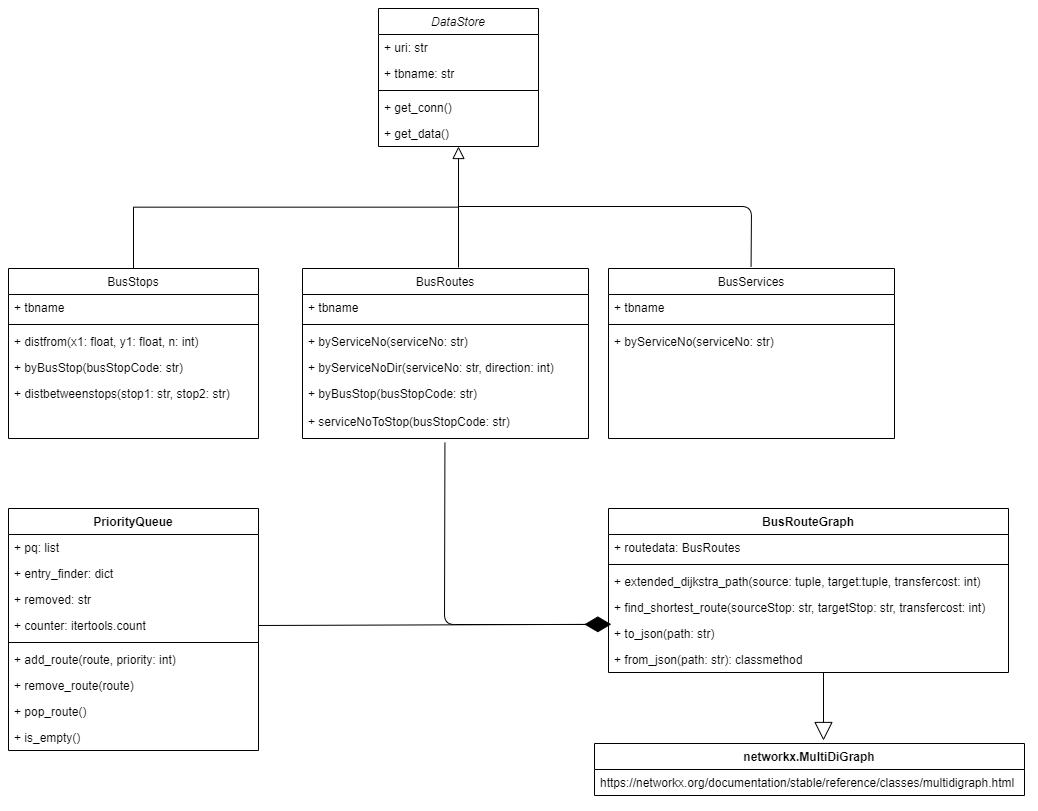 DataStore
+ uri: str
+ tbname: str
+ get_conn()
+ get_data()
BusStops
+ tbname
+ distfrom(x1: float, y1: float, n: int)
+ byBusStop(busStopCode: str)
+ distbetweenstops(stop1: str, stop2: str)
BusRoutes
+ tbname
+ byServiceNo(serviceNo: str)
+ byServiceNoDir(serviceNo: str, direction: int)
+ byBusStop(busStopCode: str)
+ serviceNoToStop(busStopCode: str)
BusServices
+ tbname
+ byServiceNo(serviceNo: str)
PriorityQueue
+ pq: list
+ entry_finder: dict
+ removed: str
+ counter: itertools.count
+ add_route(route, priority: int)
+ remove_route(route)
+ pop_route()
+ is_empty()
BusRouteGraph
+ routedata: BusRoutes
+ extended_dijkstra_path(source: tuple, target:tuple, transfercost: int)
+ find_shortest_route(sourceStop: str, targetStop: str, transfercost: int)
+ to_json(path: str)
+ from_json(path: str): classmethod
networkx.MultiDiGraph
https://networkx.org/documentation/stable/reference/classes/multidigraph.html